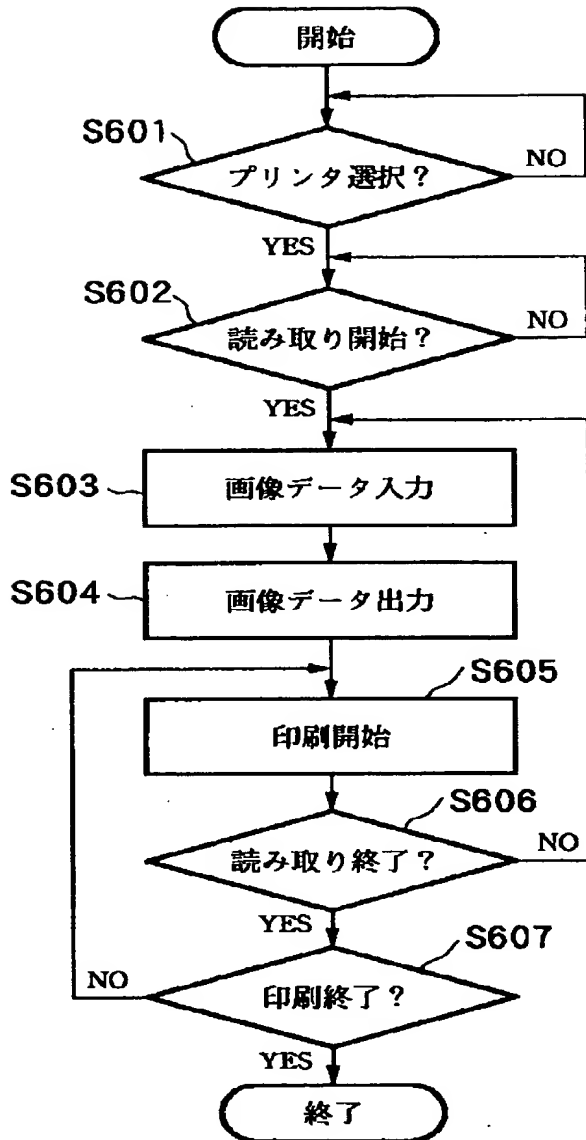 開始
S601
プリンタ選択?
NO
YES
S602
読み取り開始?
NO
YES
S603
画像データ入力
S604
画像データ出力
S605
印刷開始
S606
読み取り終了?
NO
YES
S607
NO
印刷終了?
YES
終了